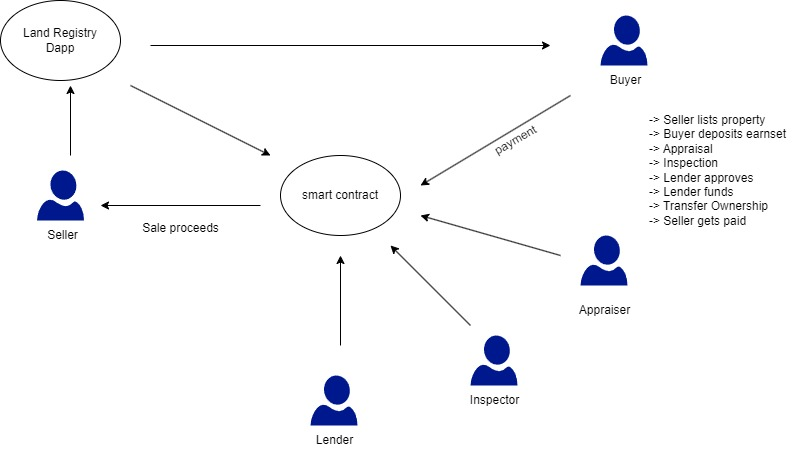 Land Registry
Dapp
Buyer
payment
-> Seller lists property
-> Buyer deposits earnset
-> Appraisal
-> Inspection
-> Lender approves
-> Lender funds
-> Transfer Ownership
-> Seller gets paid
smart contract
Seller
Sale proceeds
Appraiser
Inspector
Lender